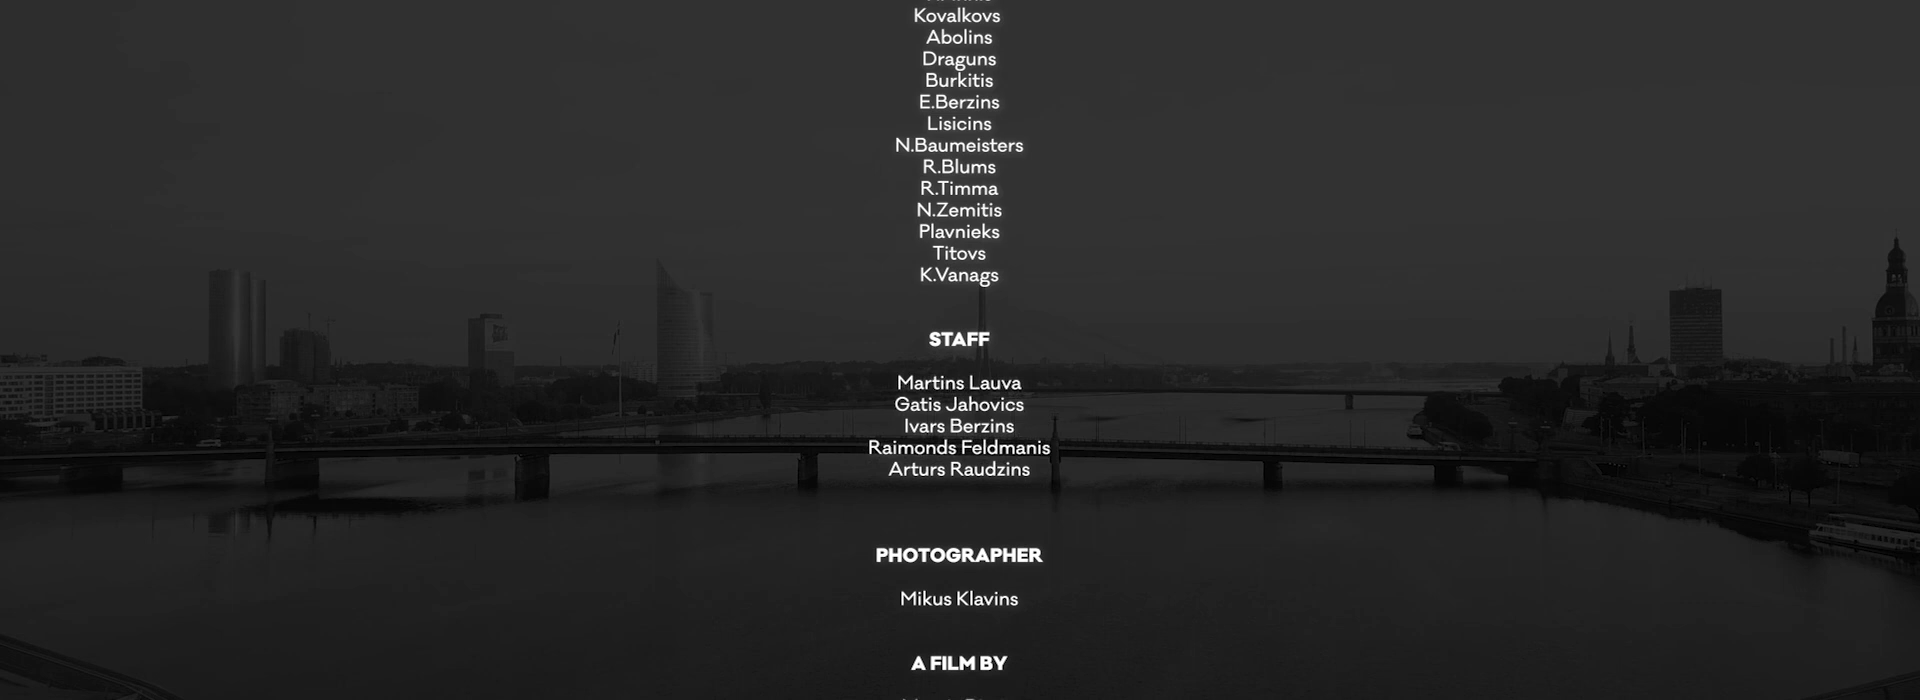 Kovalkovs
Abolins
Draguns
Burkitis
E.Berzins
Lisicins
N.Baumeisters
R.Blums
R.Timma
N.Zemitis
Plavnieks
Titovs
K.Vanags
STAFF
Martins Lauva
Gatis Jahovics
Ivars Berzins
Raimonds Feldmanis
Arturs Raudzins
PHOTOGRAPHER
Mikus Klavins
A FILM BY